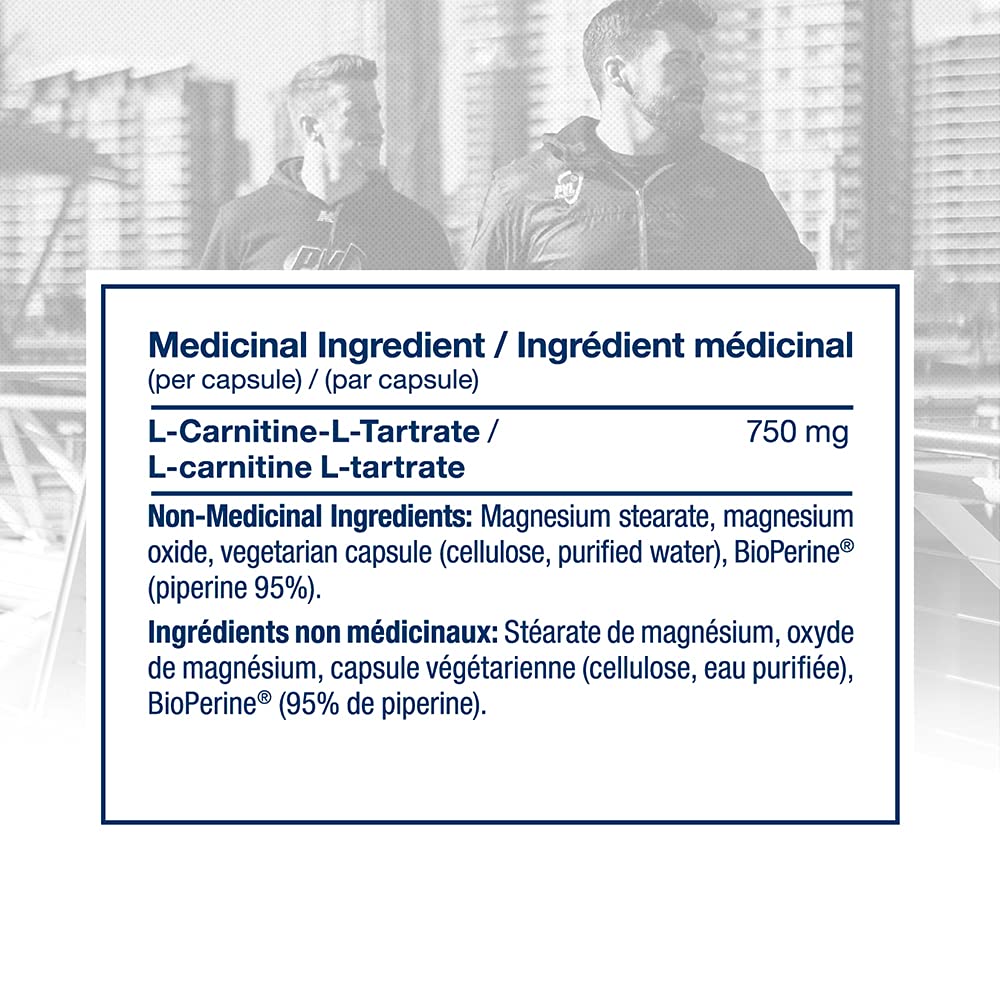 PVL
Medicinal Ingredient / Ingrédient médicinal
(per capsule) / (par capsule)
L-Carnitine-L-Tartrate / 750 mg
L-carnitine L-tartrate
Non-Medicinal Ingredients: Magnesium stearate, magnesium
oxide, vegetarian capsule (cellulose, purified water), BioPerine®
(piperine 95%).
Ingrédients non médicinaux: Stéarate de magnésium, oxyde
de magnésium, capsule végétarienne (cellulose, eau purifiée),
BioPerine® (95% de piperine).